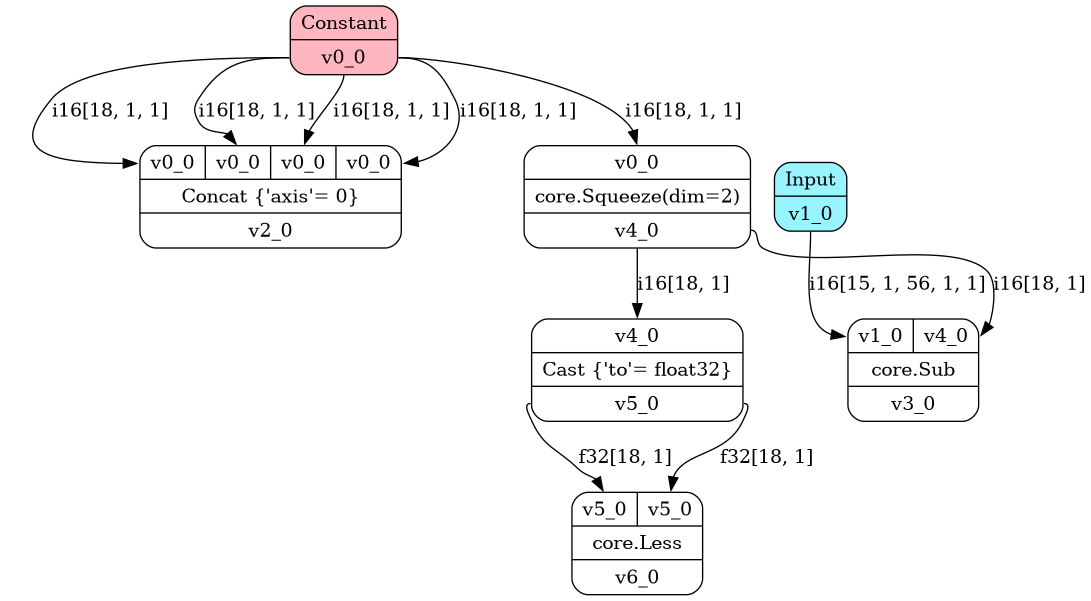 Constant
v0_0
i16[18, 1, 1]
i16[18, 1, 1]
i16[18, 1, 1]
i16[18, 1, 1]
i16[18, 1, 1]
v0_0
v0_0
v0_0
v0_0
Concat {'axis'= 0}
v2_0
v0_0
core.Squeeze(dim=2)
v4_0
Input
v1_0
i16[18, 1]
i16[15, 1, 56, 1, 1]
i16[18, 1]
v4_0
Cast {'to'= float32}
v5_0
v1_0
v4_0
core.Sub
v3_0
f32[18, 1]
f32[18, 1]
v5_0
v5_0
core.Less
v6_0